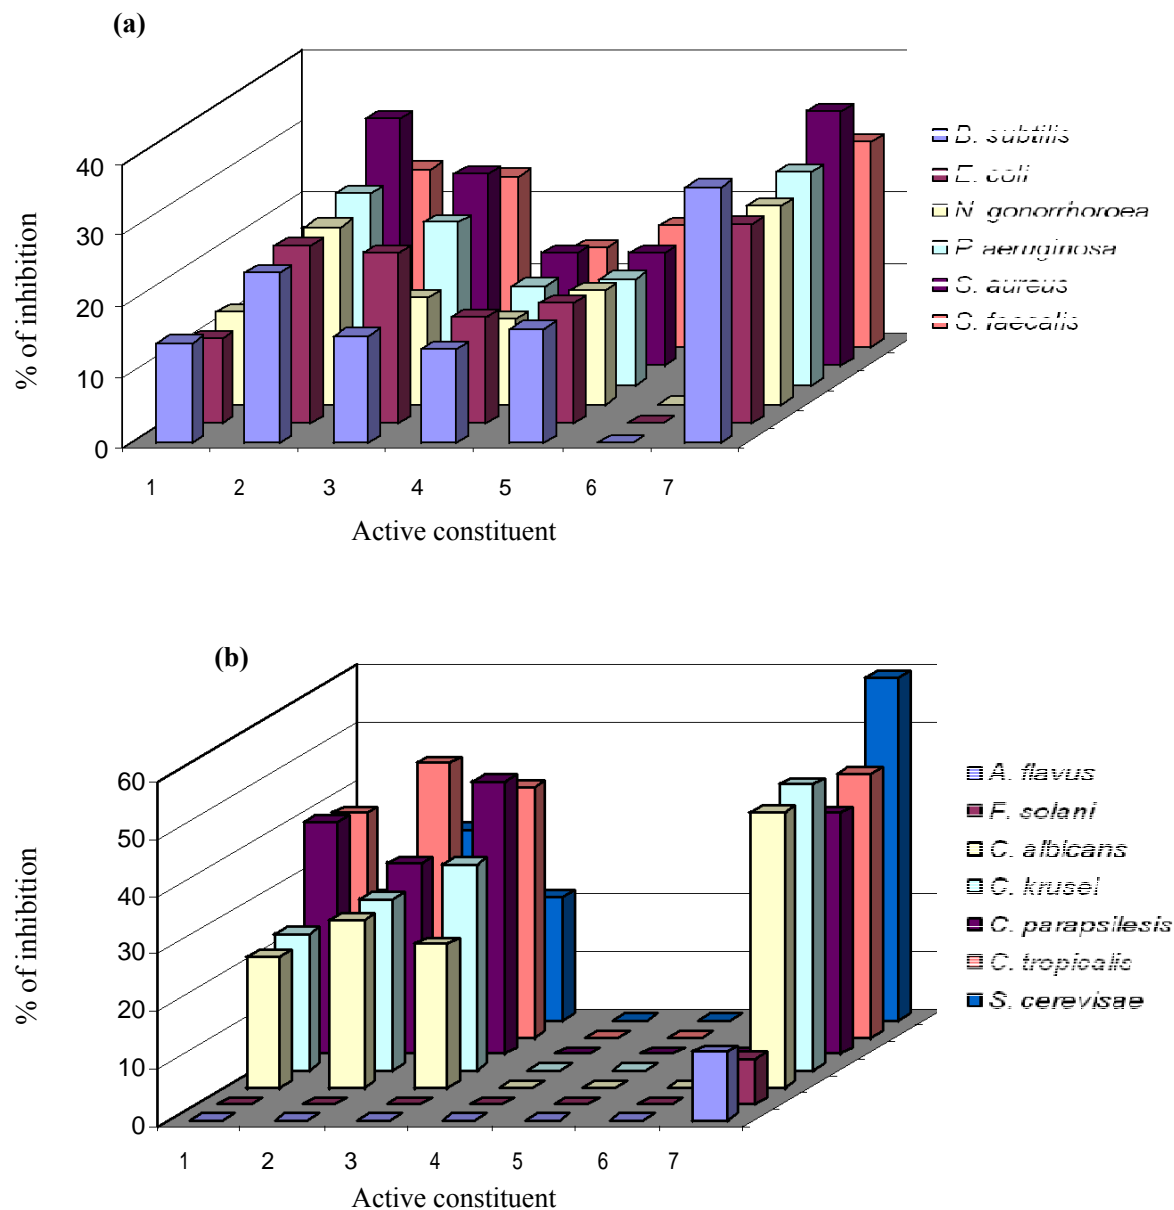 (a)
40
30
20
10
0
% of inhibition
1 2 3 4 5 6 7
Active constituent
B. subtilis
E. coli
N. gonorrhoroea
P. aeruginosa
S. aureus
S. faecalis
(b)
60
50
40
30
20
10
0
% of inhibition
1 2 3 4 5 6 7
Active constituent
A. flavus
F. solani
C. albicans
C. krusei
C. parapsilesis
C. tropicalis
S. cerevisae